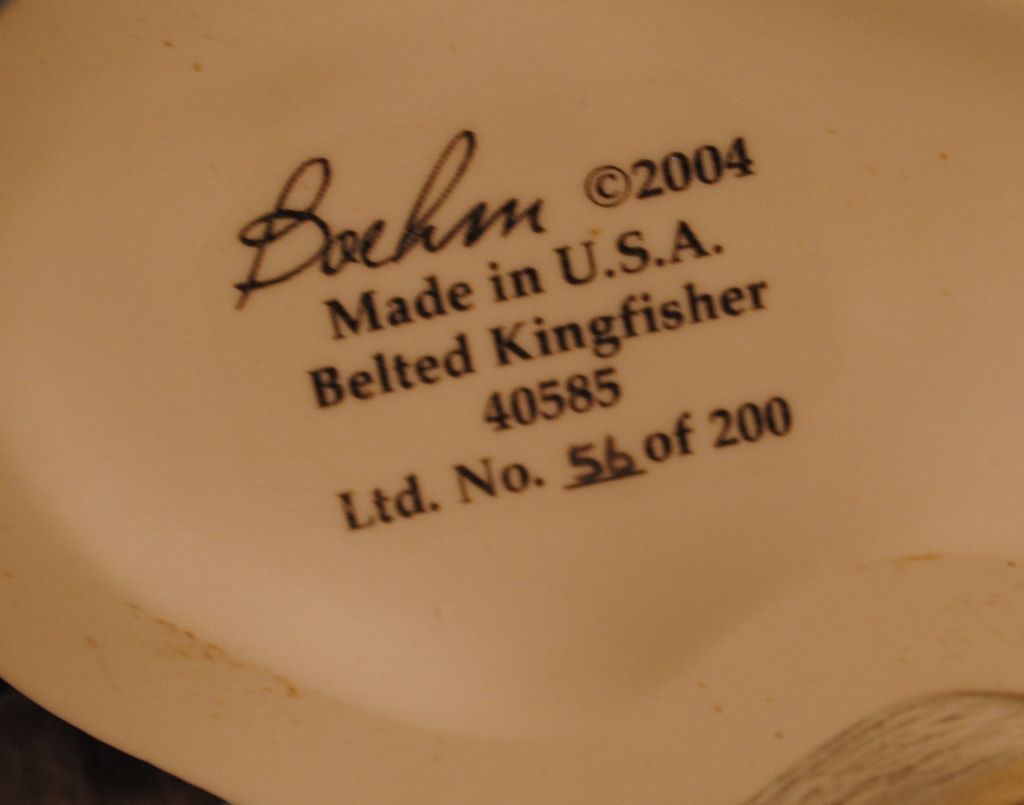 Boehm ©2004
Made in U.S.A.
Belted Kingfisher
40585
Ltd. No. 56 of 200